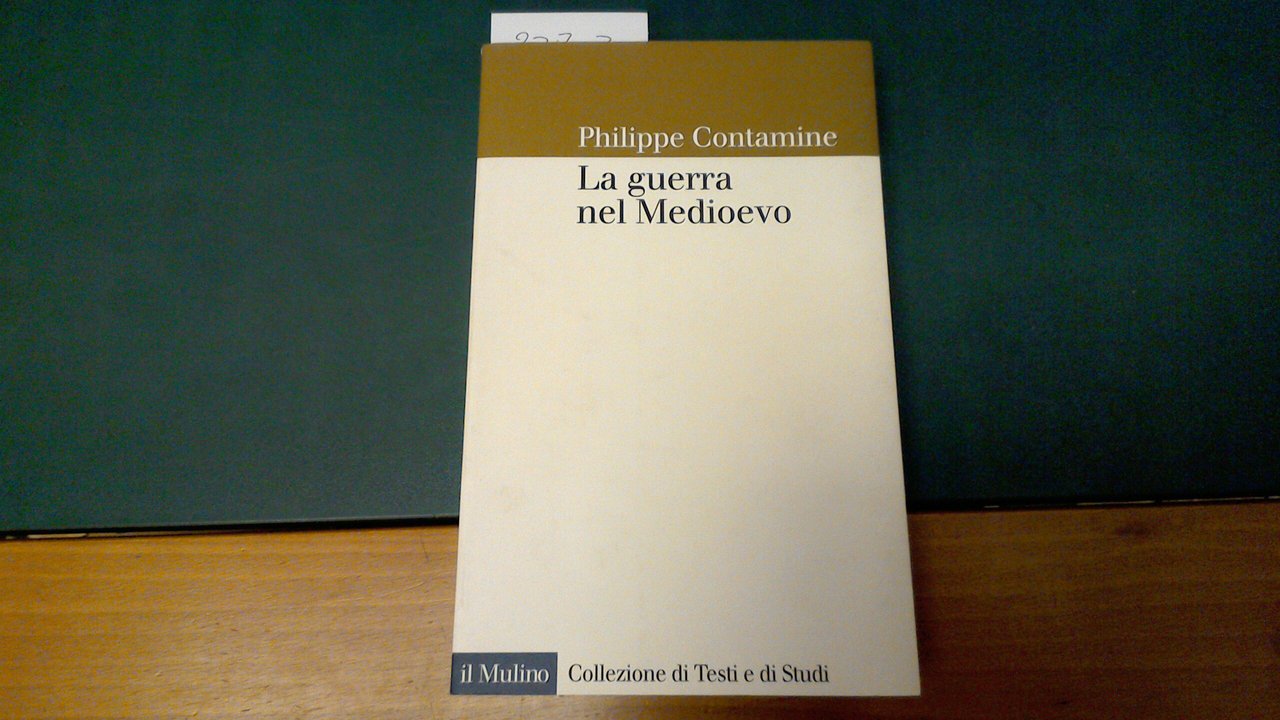 Philippe Contamine
La guerra
nel Medioevo
il Mulino
Collezione di Testi e di Studi